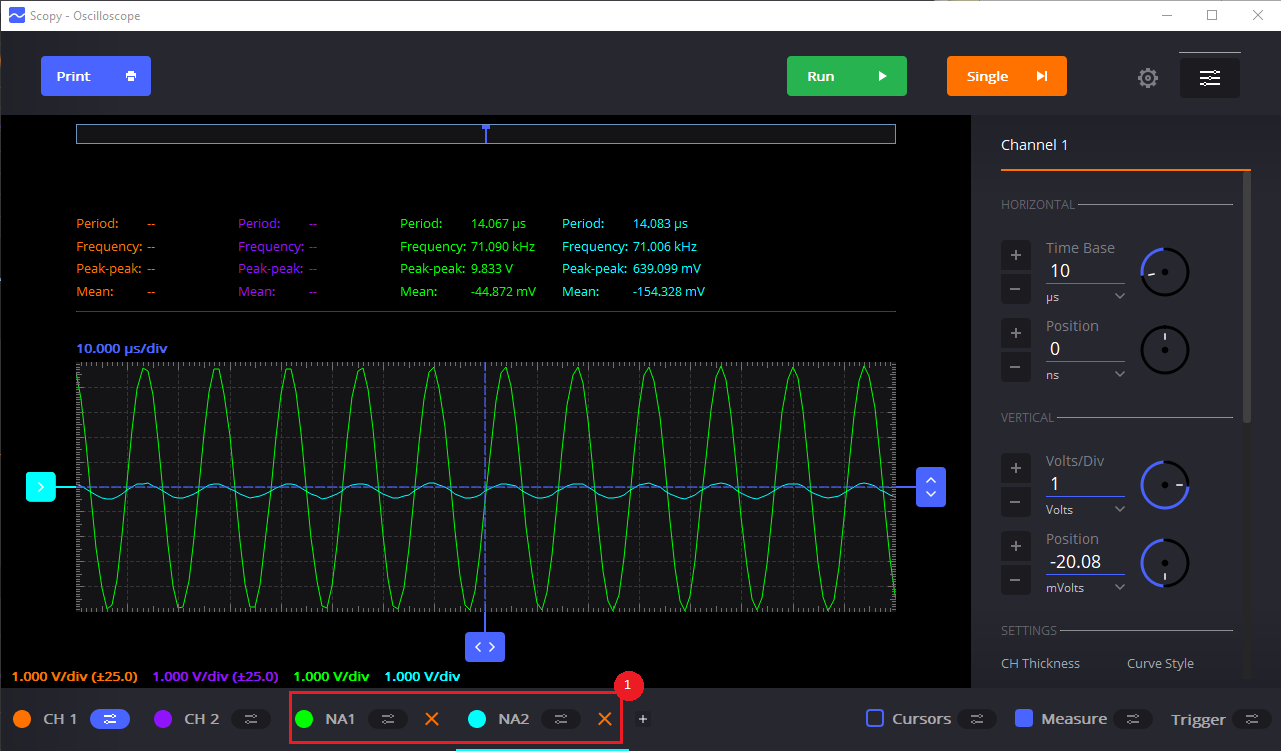 Scopy - Oscilloscope
Print
Run
Single
Channel 1
HORIZONTAL
Time Base
10
µs
Position
0
ns
VERTICAL
Volts/Div
1
Volts
Position
-20.08
mVolts
SETTINGS
CH Thickness Curve Style
Period: -- Period: -- Period: 14.067 µs Period: 14.083 µs
Frequency: -- Frequency: -- Frequency: 71.090 kHz Frequency: 71.006 kHz
Peak-peak: -- Peak-peak: -- Peak-peak: 9.833 V Peak-peak: 639.099 mV
Mean: -- Mean: -- Mean: -44.872 mV Mean: -154.328 mV
10.000 µs/div
1.000 V/div (±25.0) 1.000 V/div (±25.0) 1.000 V/div 1.000 V/div
1
CH 1 CH 2 NA1 NA2 + Cursors Measure Trigger